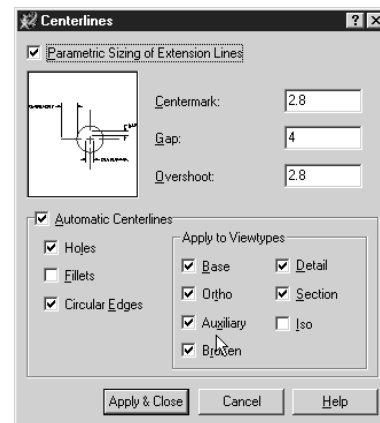 Centerlines
Parametric Sizing of Extension Lines
Centermark: 2.8
Gap: 4
Overshoot: 2.8
Automatic Centerlines
Holes
Fillets
Circular Edges
Apply to Viewtypes
Base
Detail
Ortho
Section
Auxiliary
Iso
Broken
Apply & Close
Cancel
Help